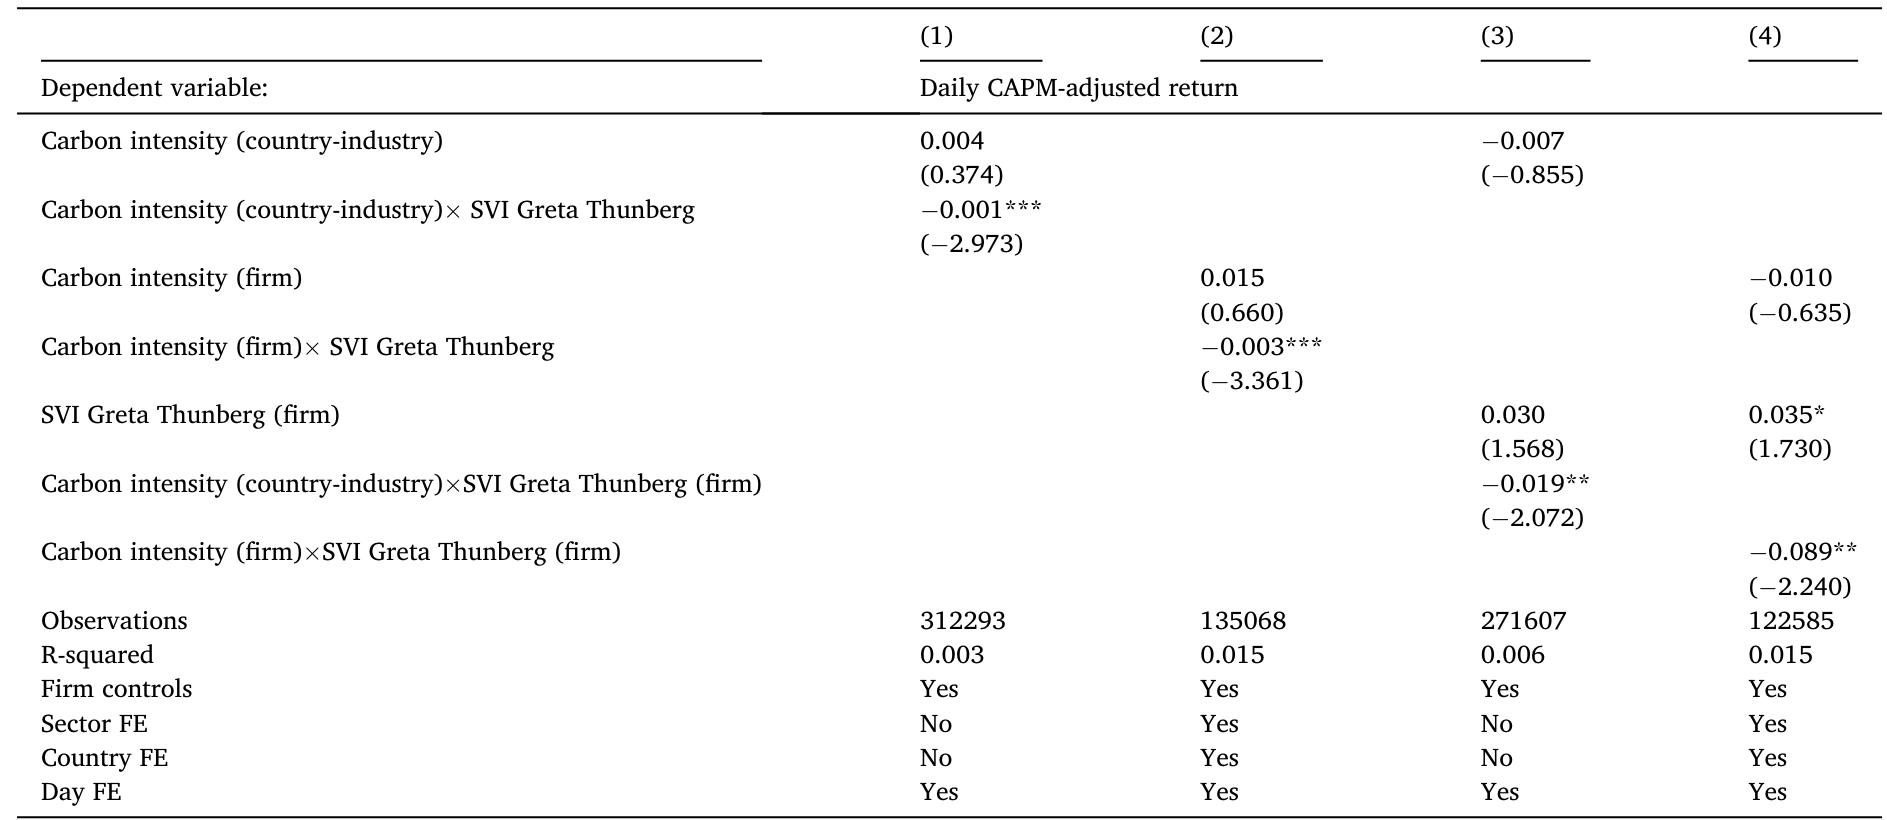 (1) (2) (3) (4)
Dependent variable: Daily CAPM-adjusted return
Carbon intensity (country-industry) 0.004 −0.007
(0.374) (−0.855)
Carbon intensity (country-industry)× SVI Greta Thunberg −0.001***
(−2.973)
Carbon intensity (firm) 0.015 −0.010
(0.660) (−0.635)
Carbon intensity (firm)× SVI Greta Thunberg −0.003***
(−3.361)
SVI Greta Thunberg (firm) 0.030 0.035*
(1.568) (1.730)
Carbon intensity (country-industry)×SVI Greta Thunberg (firm) −0.019**
(−2.072)
Carbon intensity (firm)×SVI Greta Thunberg (firm) −0.089**
(−2.240)
Observations 312293 135068 271607 122585
R-squared 0.003 0.015 0.006 0.015
Firm controls Yes Yes Yes Yes
Sector FE No Yes No Yes
Country FE No Yes No Yes
Day FE Yes Yes Yes Yes